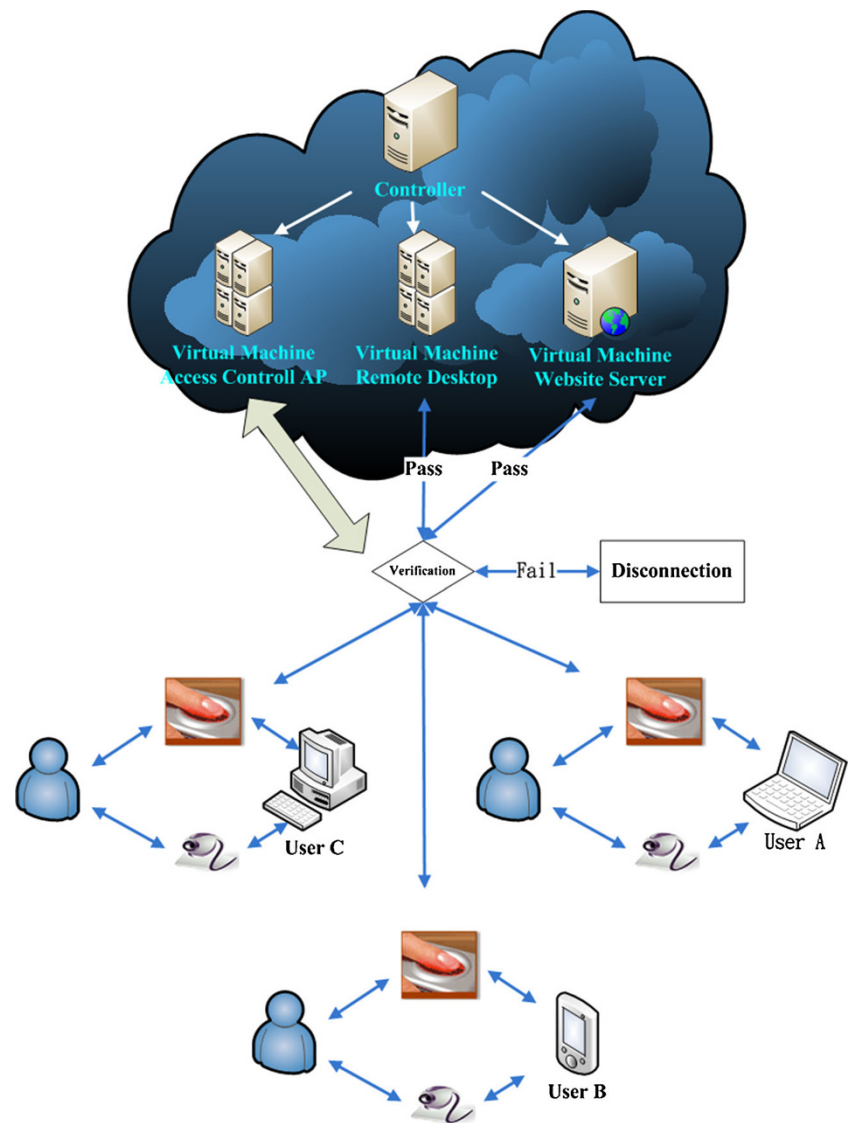 Controller
Virtual Machine
Access Controll AP
Virtual Machine
Remote Desktop
Virtual Machine
Website Server
Pass
Pass
Verification
Fail
Disconnection
User C
User A
User B